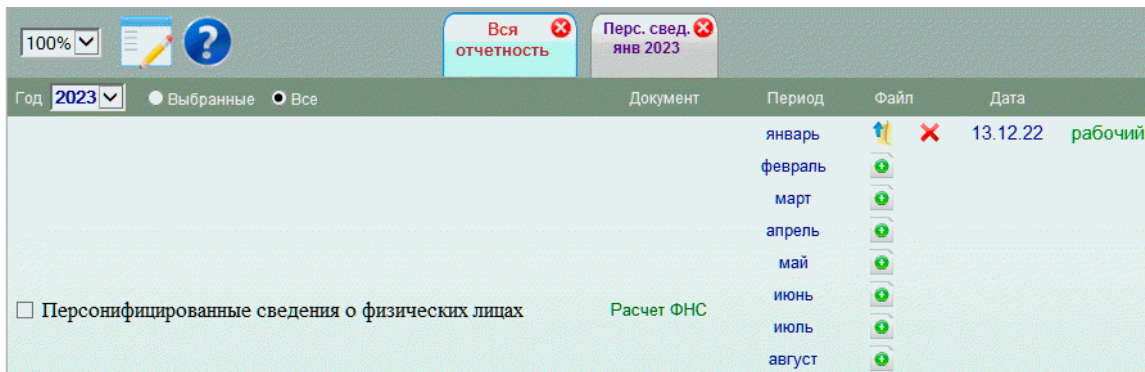 100%
Вся отчетность
Перс. свед. янв 2023
Год 2023 Выбранные Все Документ Период Файл Дата
январь 13.12.22 рабочий
февраль
март
апрель
май
июнь
Персонифицированные сведения о физических лицах Расчет ФНС
июль
август